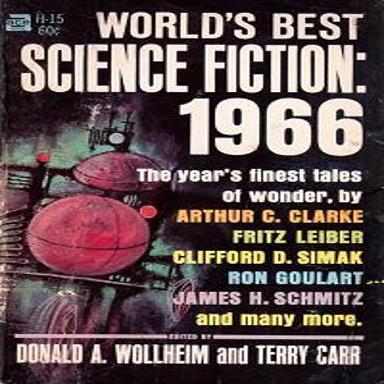 ace H-15
60¢
WORLD'S BEST
SCIENCE FICTION:
1966
The year's finest tales
of wonder, by
ARTHUR C. CLARKE
FRITZ LEIBER
CLIFFORD D. SIMAK
RON GOULART
JAMES H. SCHMITZ
and many more.
EDITED BY
DONALD A. WOLLHEIM and TERRY CARR